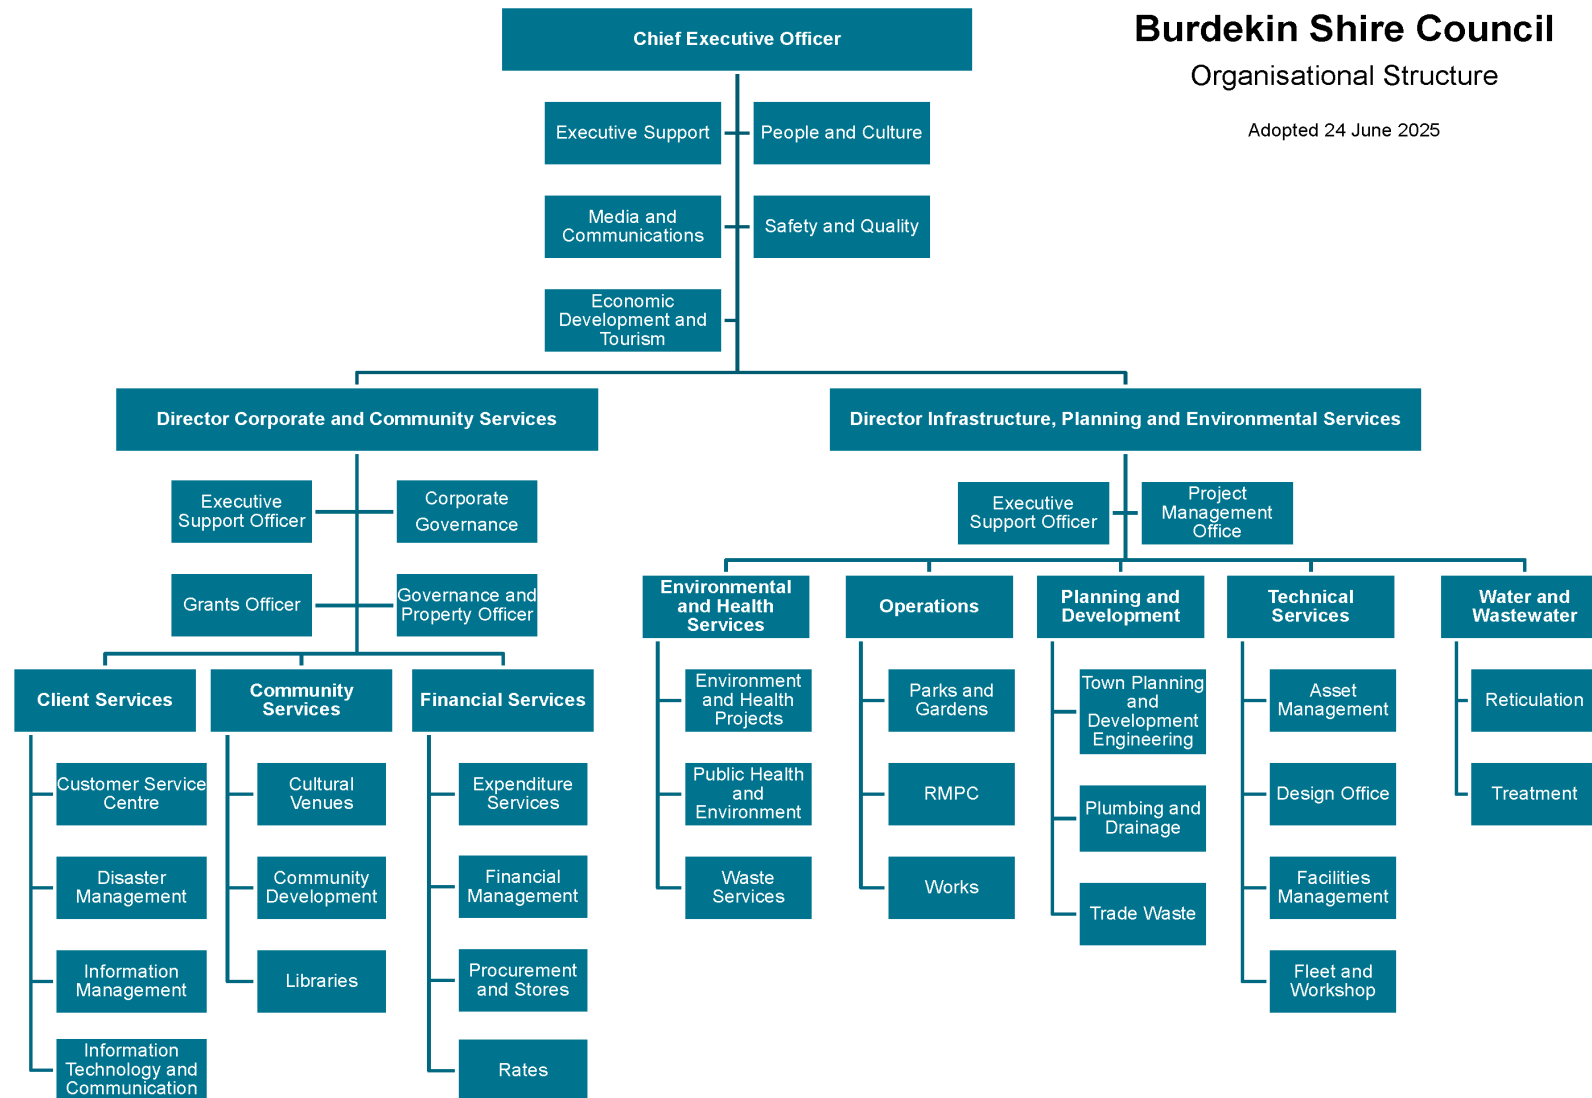 Burdekin Shire Council
Organisational Structure
Adopted 24 June 2025
Chief Executive Officer
Executive Support
People and Culture
Media and
Communications
Safety and Quality
Economic
Development and
Tourism
Director Corporate and Community Services
Director Infrastructure, Planning and Environmental Services
Executive
Support Officer
Corporate
Governance
Grants Officer
Governance and
Property Officer
Executive
Support Officer
Project
Management
Office
Client Services
Customer Service
Centre
Disaster
Management
Information
Management
Information
Technology and
Communication
Community
Services
Cultural
Venues
Community
Development
Libraries
Financial Services
Expenditure
Services
Financial
Management
Procurement
and Stores
Rates
Environmental
and Health
Services
Environment
and Health
Projects
Public Health
and
Environment
Waste
Services
Operations
Parks and
Gardens
RMPC
Works
Planning and
Development
Town Planning
and
Development
Engineering
Plumbing and
Drainage
Trade Waste
Technical
Services
Asset
Management
Design Office
Facilities
Management
Fleet and
Workshop
Water and
Wastewater
Reticulation
Treatment